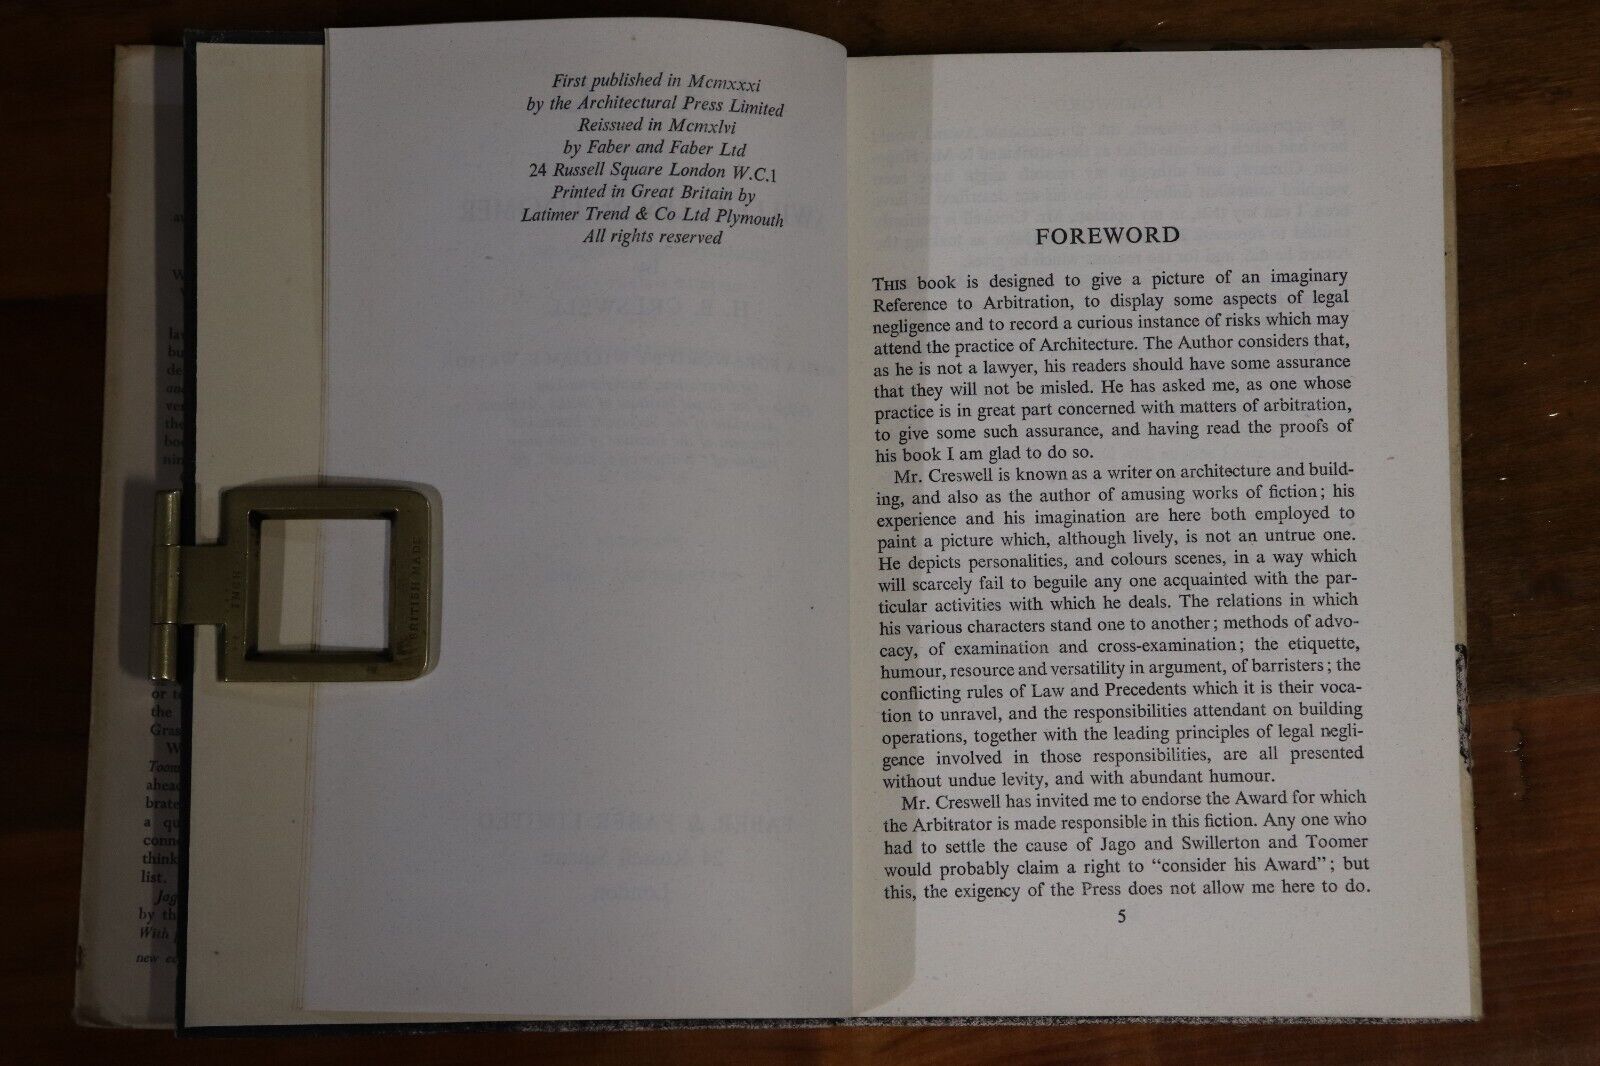 First published in Mcmxxxi
by the Architectural Press Limited
Reissued in Mcmxlvi
by Faber and Faber Ltd
24 Russell Square London W.C.1
Printed in Great Britain by
Latimer Trend & Co Ltd Plymouth
All rights reserved
BRITISH MADE
or to
the
Gras
W
Toom
ahead
brate
a qu
conne
think
list.
Jag
by th
With
new ed
FOREWORD
THIS book is designed to give a picture of an imaginary
Reference to Arbitration, to display some aspects of legal
negligence and to record a curious instance of risks which may
attend the practice of Architecture. The Author considers that,
as he is not a lawyer, his readers should have some assurance
that they will not be misled. He has asked me, as one whose
practice is in great part concerned with matters of arbitration,
to give some such assurance, and having read the proofs of
his book I am glad to do so.
Mr. Creswell is known as a writer on architecture and build-
ing, and also as the author of amusing works of fiction; his
experience and his imagination are here both employed to
paint a picture which, although lively, is not an untrue one.
He depicts personalities, and colours scenes, in a way which
will scarcely fail to beguile any one acquainted with the par-
ticular activities with which he deals. The relations in which
his various characters stand one to another; methods of advo-
cacy, of examination and cross-examination; the etiquette,
humour, resource and versatility in argument, of barristers; the
conflicting rules of Law and Precedents which it is their voca-
tion to unravel, and the responsibilities attendant on building
operations, together with the leading principles of legal negli-
gence involved in those responsibilities, are all presented
without undue levity, and with abundant humour.
Mr. Creswell has invited me to endorse the Award for which
the Arbitrator is made responsible in this fiction. Any one who
had to settle the cause of Jago and Swillerton and Toomer
would probably claim a right to "consider his Award"; but
this, the exigency of the Press does not allow me here to do.
5